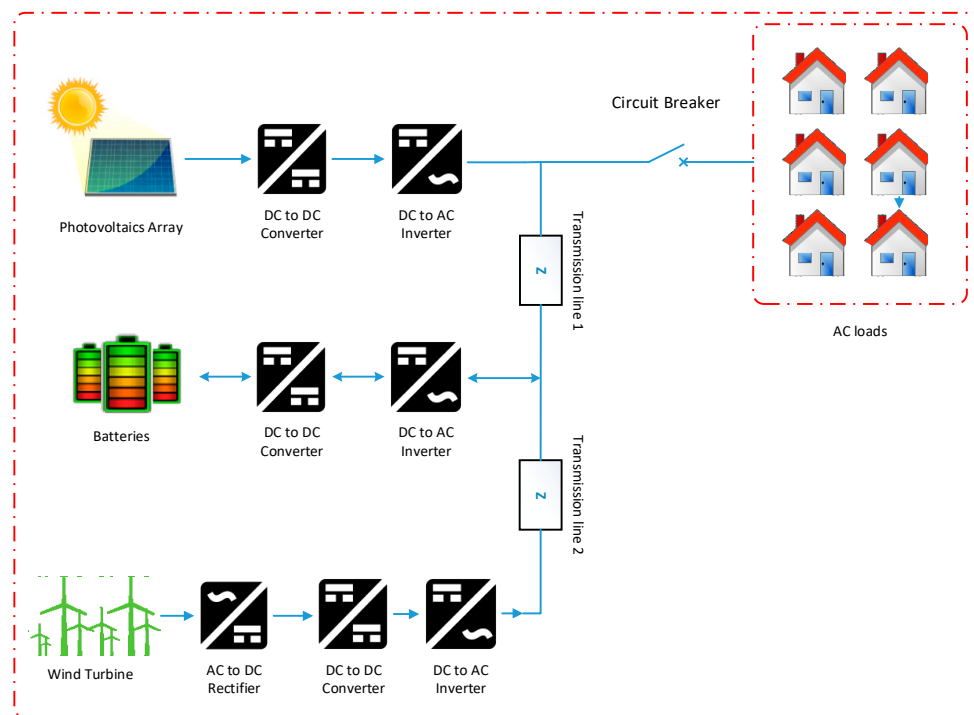 Circuit Breaker
Photovoltaics Array
DC to DC
Converter
DC to AC
Inverter
Transmission line 1
Z
AC loads
Batteries
DC to DC
Converter
DC to AC
Inverter
Transmission line 2
Z
Wind Turbine
AC to DC
Rectifier
DC to DC
Converter
DC to AC
Inverter